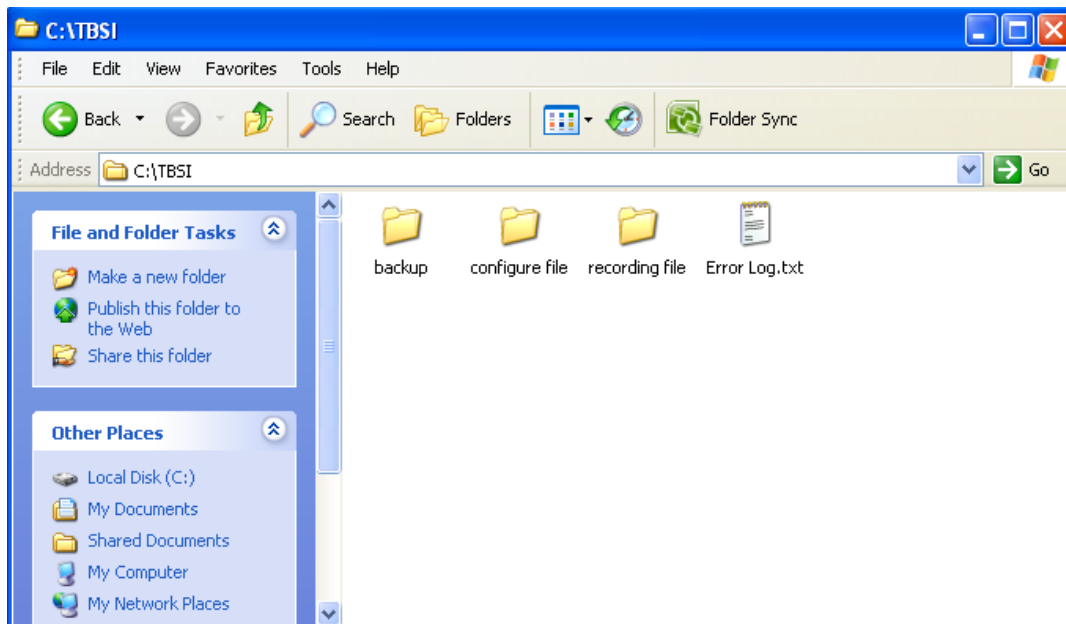 C:\TBSI
File Edit View Favorites Tools Help
Back Search Folders Folder Sync
Address C:\TBSI Go
File and Folder Tasks
Make a new folder
Publish this folder to
the Web
Share this folder
Other Places
Local Disk (C:)
My Documents
Shared Documents
My Computer
My Network Places
backup configure file recording file Error Log.txt